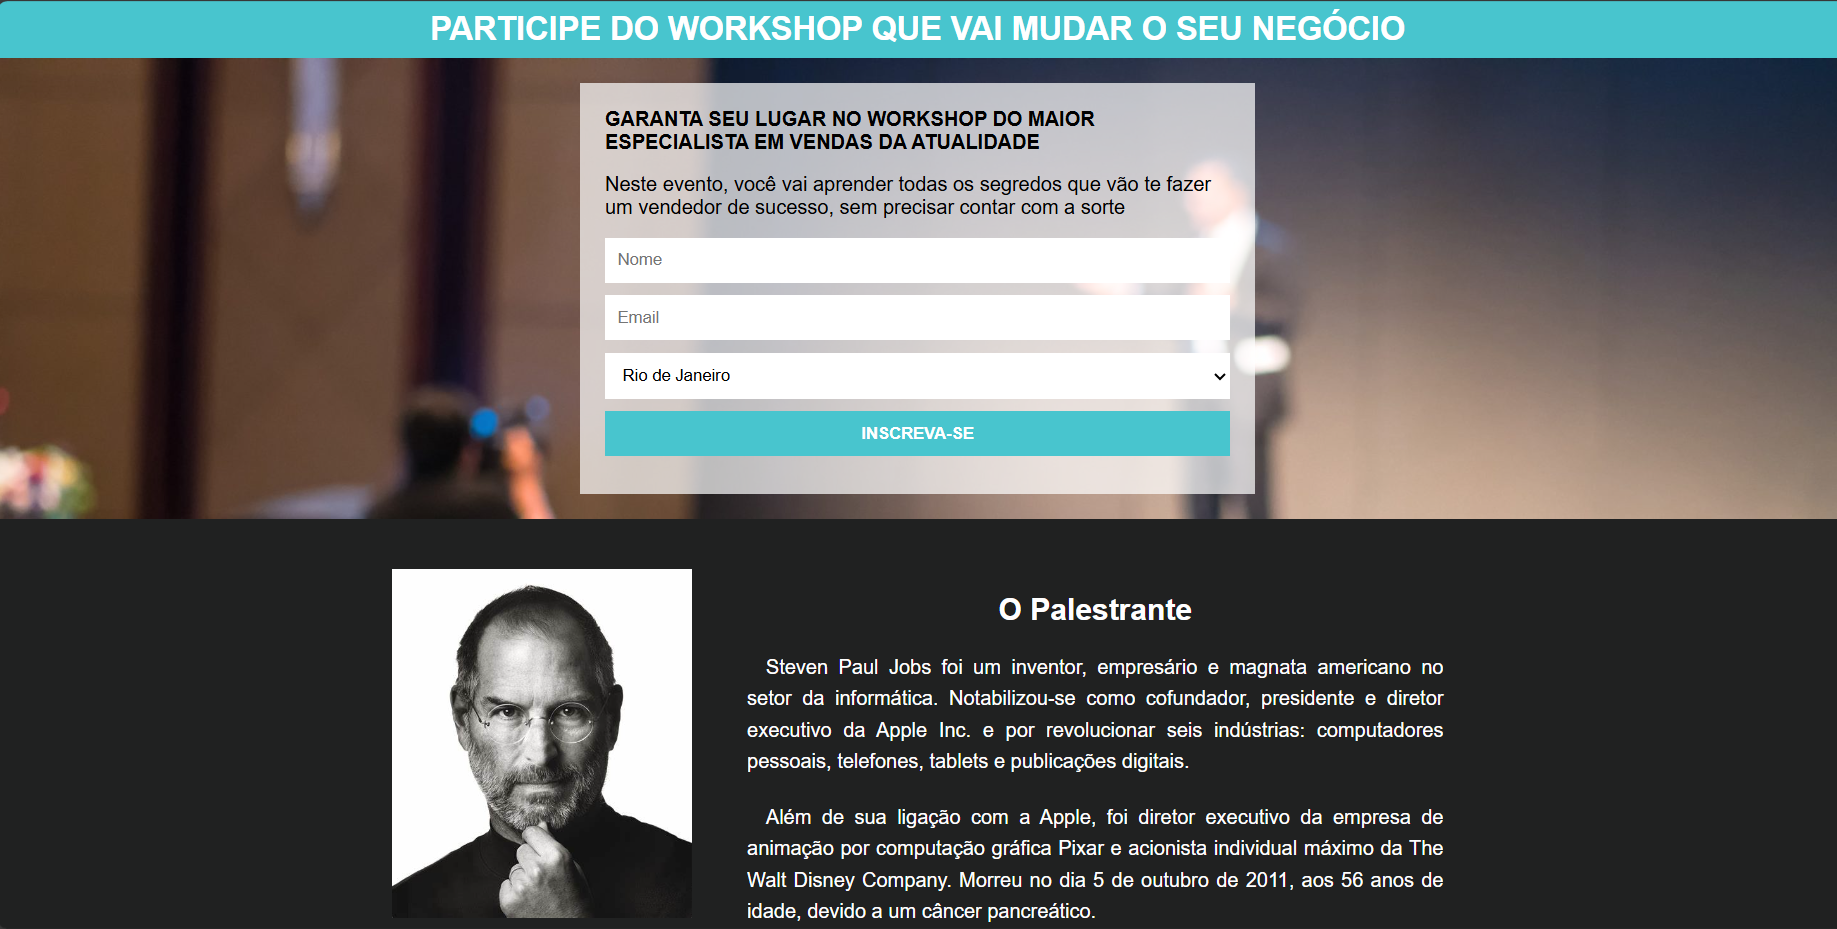 PARTICIPE DO WORKSHOP QUE VAI MUDAR O SEU NEGÓCIO
GARANTA SEU LUGAR NO WORKSHOP DO MAIOR
ESPECIALISTA EM VENDAS DA ATUALIDADE
Neste evento, você vai aprender todas os segredos que vão te fazer
um vendedor de sucesso, sem precisar contar com a sorte
Nome
Email
Rio de Janeiro
INSCREVA-SE
O Palestrante
Steven Paul Jobs foi um inventor, empresário e magnata americano no
setor da informática. Notabilizou-se como cofundador, presidente e diretor
executivo da Apple Inc. e por revolucionar seis indústrias: computadores
pessoais, telefones, tablets e publicações digitais.
Além de sua ligação com a Apple, foi diretor executivo da empresa de
animação por computação gráfica Pixar e acionista individual máximo da The
Walt Disney Company. Morreu no dia 5 de outubro de 2011, aos 56 anos de
idade, devido a um câncer pancreático.